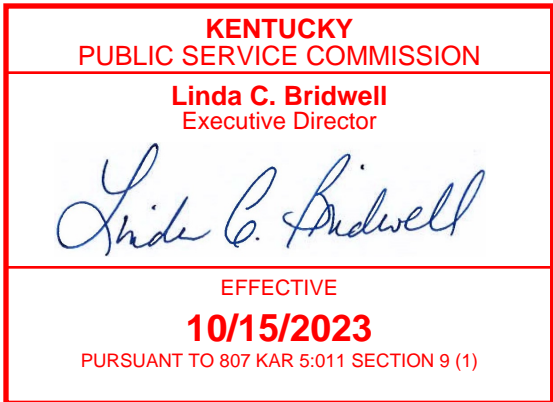 KENTUCKY
PUBLIC SERVICE COMMISSION
Linda C. Bridwell
Executive Director
Linda C. Bridwell
EFFECTIVE
10/15/2023
PURSUANT TO 807 KAR 5:011 SECTION 9 (1)